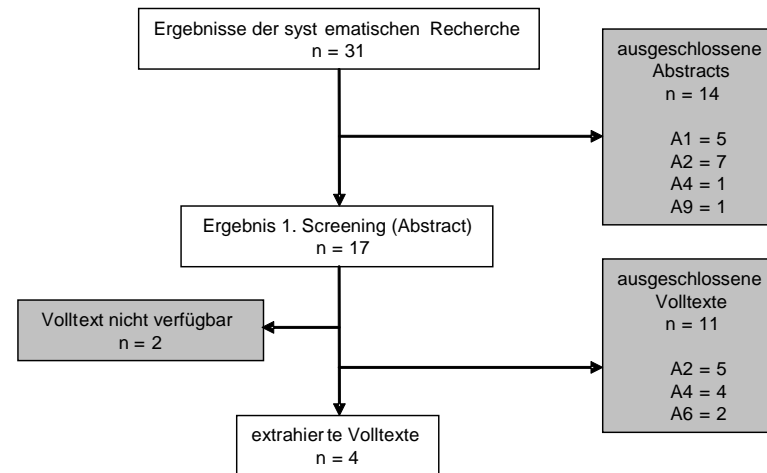 Ergebnisse der syst ematischen Recherche
n = 31
ausgeschlossene
Abstracts
n = 14
A1 = 5
A2 = 7
A4 = 1
A9 = 1
Ergebnis 1. Screening (Abstract)
n = 17
Volltext nicht verfügbar
n = 2
ausgeschlossene
Volltexte
n = 11
A2 = 5
A4 = 4
A6 = 2
extrahier te Volltexte
n = 4